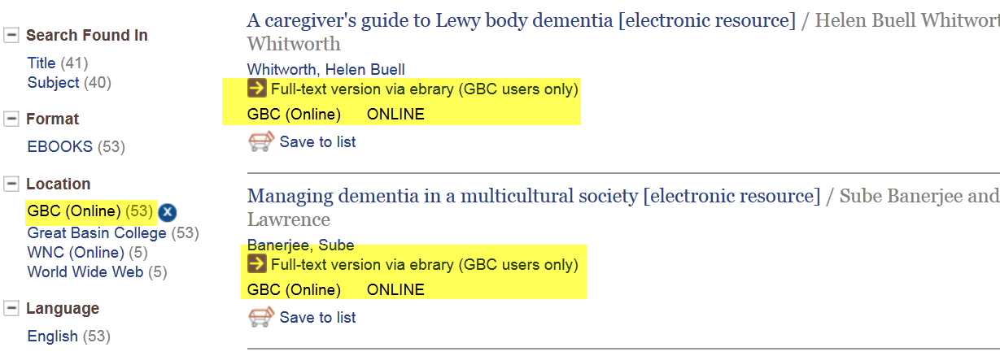 Search Found In
Title (41)
Subject (40)
Format
EBOOKS (53)
Location
GBC (Online) (53)
Great Basin College (53)
WNC (Online) (5)
World Wide Web (5)
Language
English (53)
A caregiver's guide to Lewy body dementia [electronic resource] / Helen Buell Whitwort
Whitworth
Whitworth, Helen Buell
Full-text version via ebrary (GBC users only)
GBC (Online) ONLINE
Save to list
Managing dementia in a multicultural society [electronic resource] / Sube Banerjee and
Lawrence
Banerjee, Sube
Full-text version via ebrary (GBC users only)
GBC (Online) ONLINE
Save to list